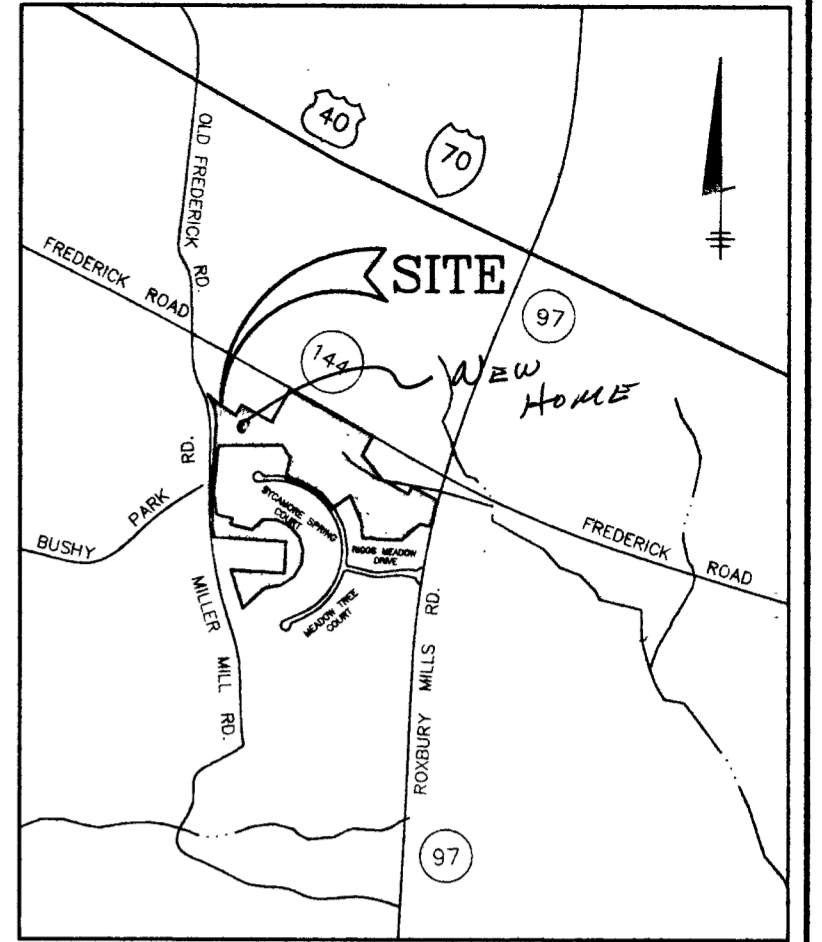 40
70
OLD FREDERICK RD.
FREDERICK ROAD
SITE
97
144
NEW
HOME
RD.
BUSHY PARK
SYCAMORE SPRING
COURT
RIGGS MEADOW
DRIVE
FREDERICK ROAD
MEADOW TREE
COURT
MILLER MILL RD.
ROXBURY MILLS RD.
97